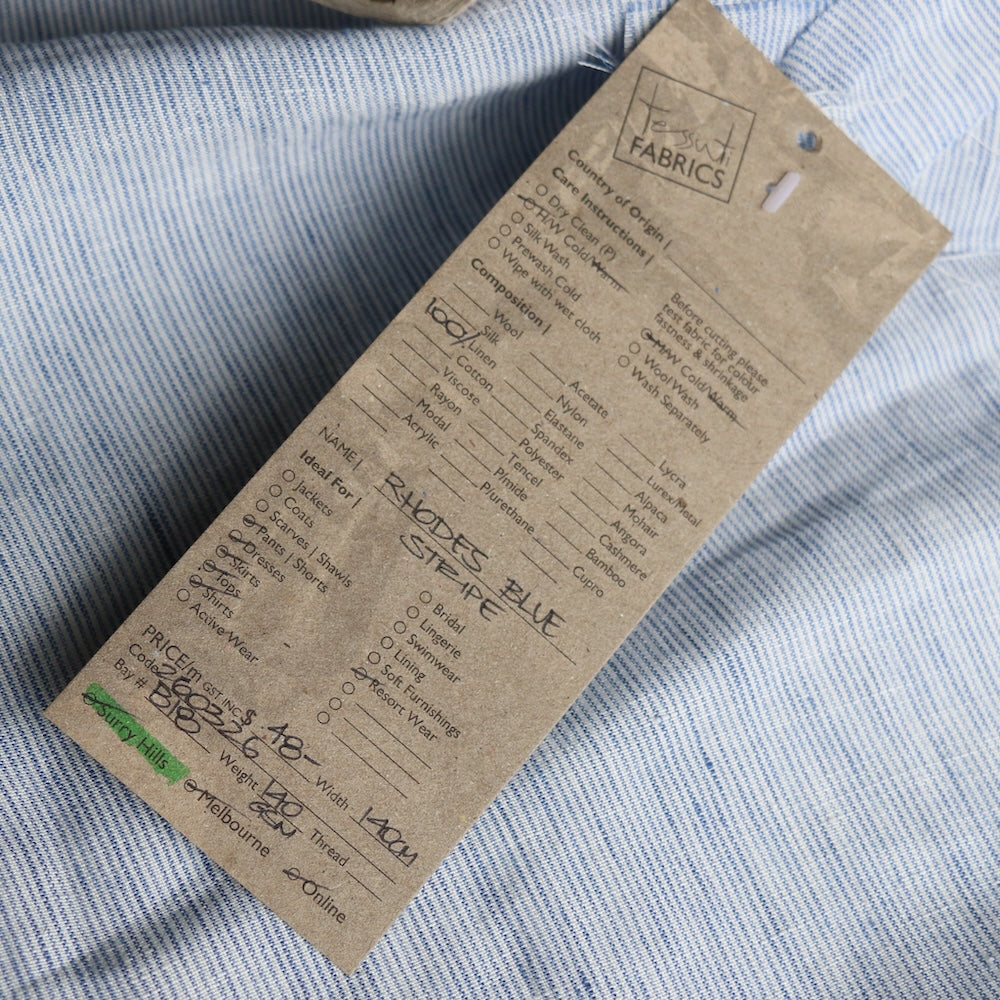 Tessuti
FABRICS
Country of Origin |
Care Instructions |
Dry Clean (P)
H/W Cold/Warm
Silk Wash
Prewash Cold
Wipe with wet cloth
Before cutting please
test fabric for colour
fastness & shrinkage
M/W Cold/Warm
Wool Wash
Wash Separately
Composition |
Wool
Silk
100% Linen
Cotton
Viscose
Rayon
Modal
Acrylic
Acetate
Nylon
Elastane
Spandex
Polyester
Tencel
P/mide
P/urethane
Lycra
Lurex/Metal
Alpaca
Mohair
Angora
Cashmere
Bamboo
Cupro
NAME | RHODES BLUE
STRIPE
Ideal For |
Jackets
Coats
Scarves | Shawls
Pants | Shorts
Dresses
Skirts
Tops
Shirts
Active Wear
Bridal
Lingerie
Swimwear
Lining
Soft Furnishings
Resort Wear
PRICE/m GST INC $ 48-
Code 2600326
Width 140CM
Bay # B1B
Weight 140
Thread
Surry Hills
Melbourne
Online